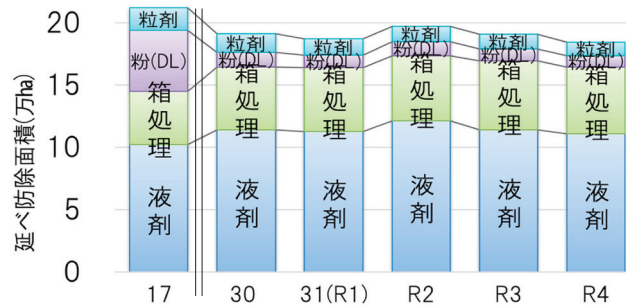 延べ防除面積(万ha)
20
15
10
5
0
粒剤
粉(DL)
箱処理
液剤
粒剤
粉(DL)
箱処理
液剤
粒剤
粉(DL)
箱処理
液剤
粒剤
粉(DL)
箱処理
液剤
粒剤
粉(DL)
箱処理
液剤
粒剤
粉(DL)
箱処理
液剤
17 30 31(R1) R2 R3 R4